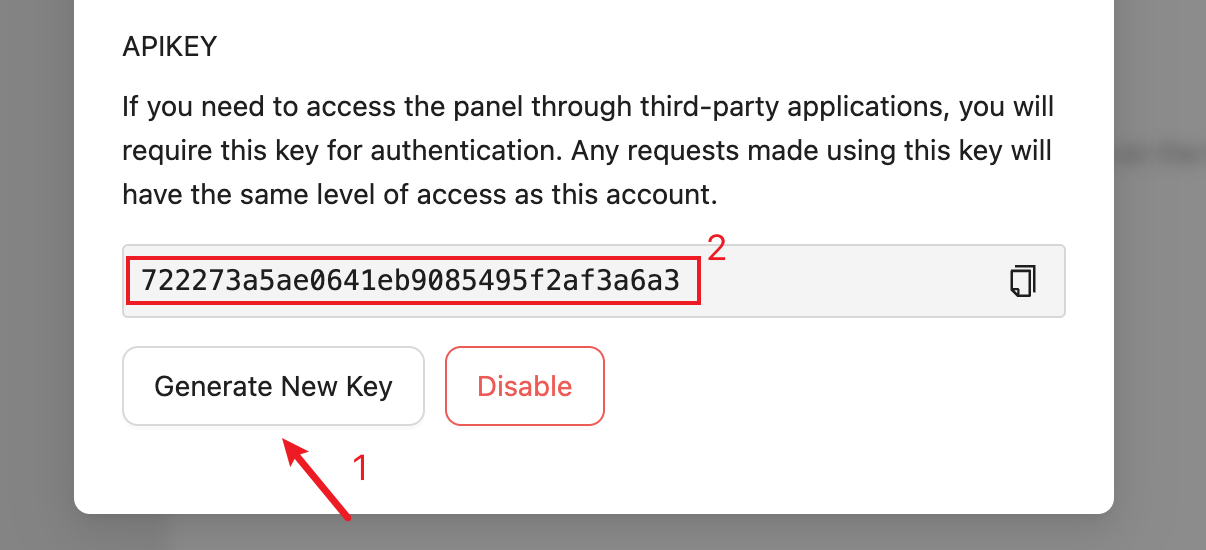 APIKEY
If you need to access the panel through third-party applications, you will
require this key for authentication. Any requests made using this key will
have the same level of access as this account.
2
722273a5ae0641eb9085495f2af3a6a3
Generate New Key Disable
1